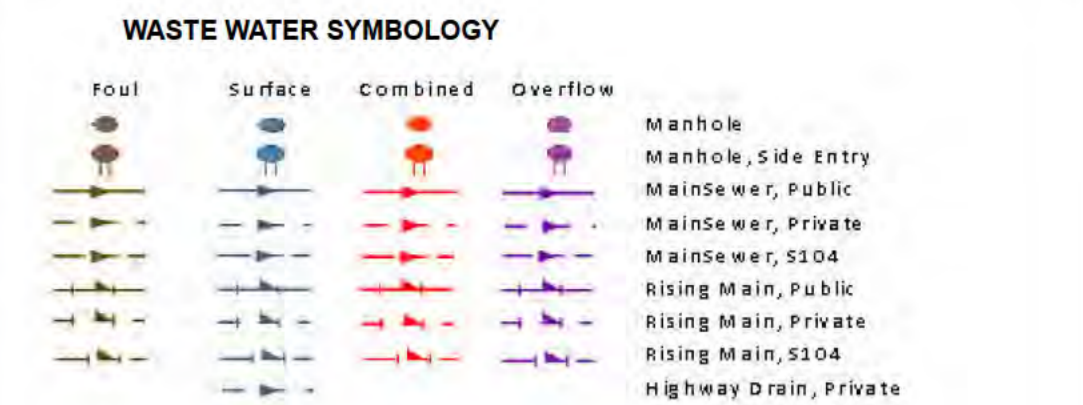 WASTE WATER SYMBOLOGY
Foul Surface Combined Overflow
Manhole
Manhole, Side Entry
MainSewer, Public
MainSewer, Private
MainSewer, S104
Rising Main, Public
Rising Main, Private
Rising Main, S104
Highway Drain, Private